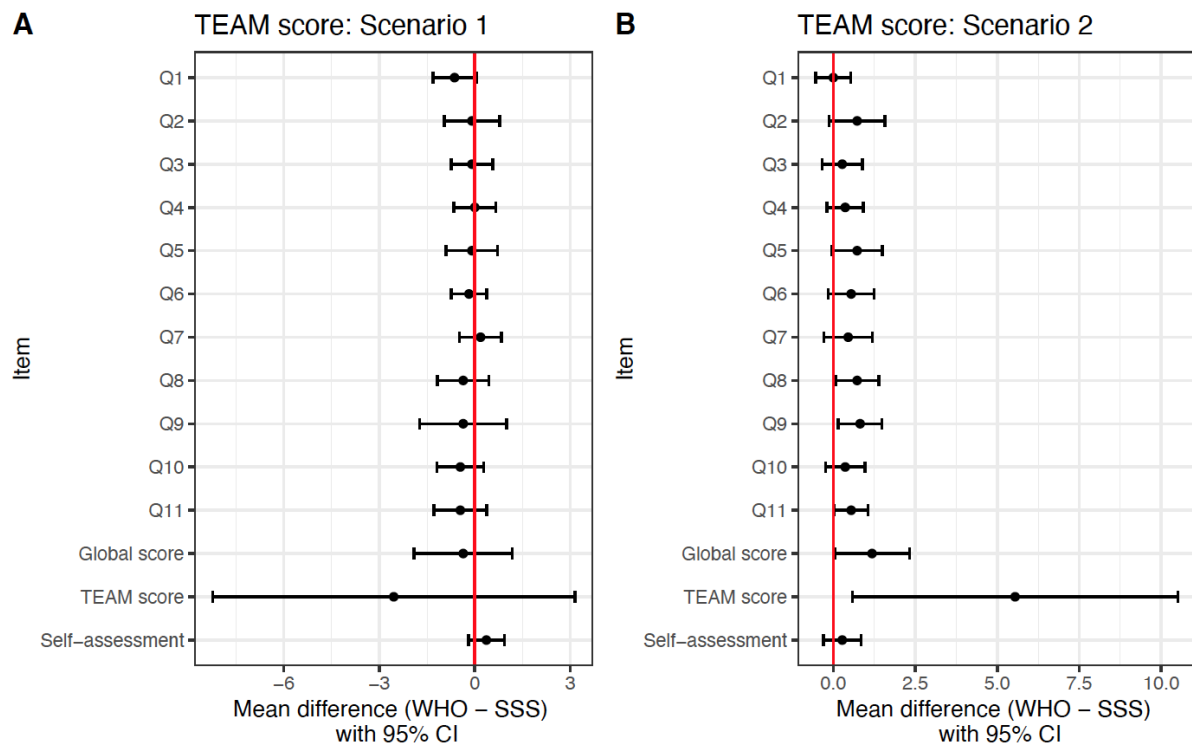 A
TEAM score: Scenario 1
Item
Q1
Q2
Q3
Q4
Q5
Q6
Q7
Q8
Q9
Q10
Q11
Global score
TEAM score
Self−assessment
−6
−3
0
3
Mean difference (WHO − SSS)
with 95% CI
B
TEAM score: Scenario 2
Item
Q1
Q2
Q3
Q4
Q5
Q6
Q7
Q8
Q9
Q10
Q11
Global score
TEAM score
Self−assessment
0.0
2.5
5.0
7.5
10.0
Mean difference (WHO − SSS)
with 95% CI